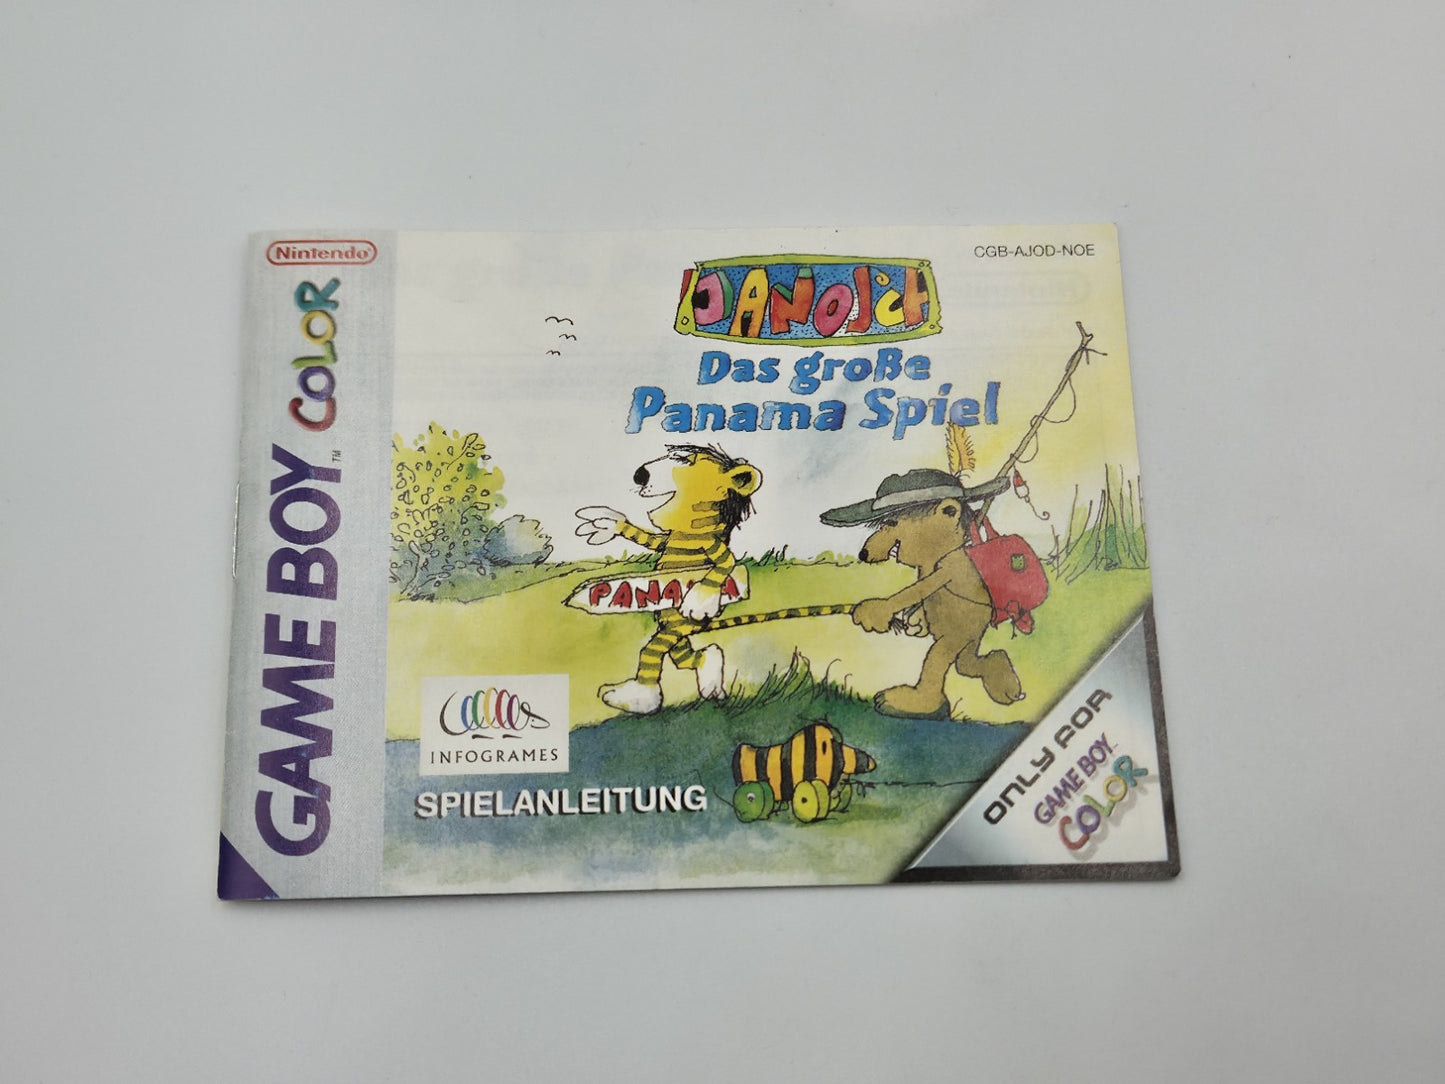 Nintendo
GAME BOY COLOR
TM
CGB-AJOD-NOE
JANOSCH
Das große
Panama Spiel
PANAMA
INFOGRAMES
SPIELANLEITUNG
ONLY FOR
GAME BOY
COLOR